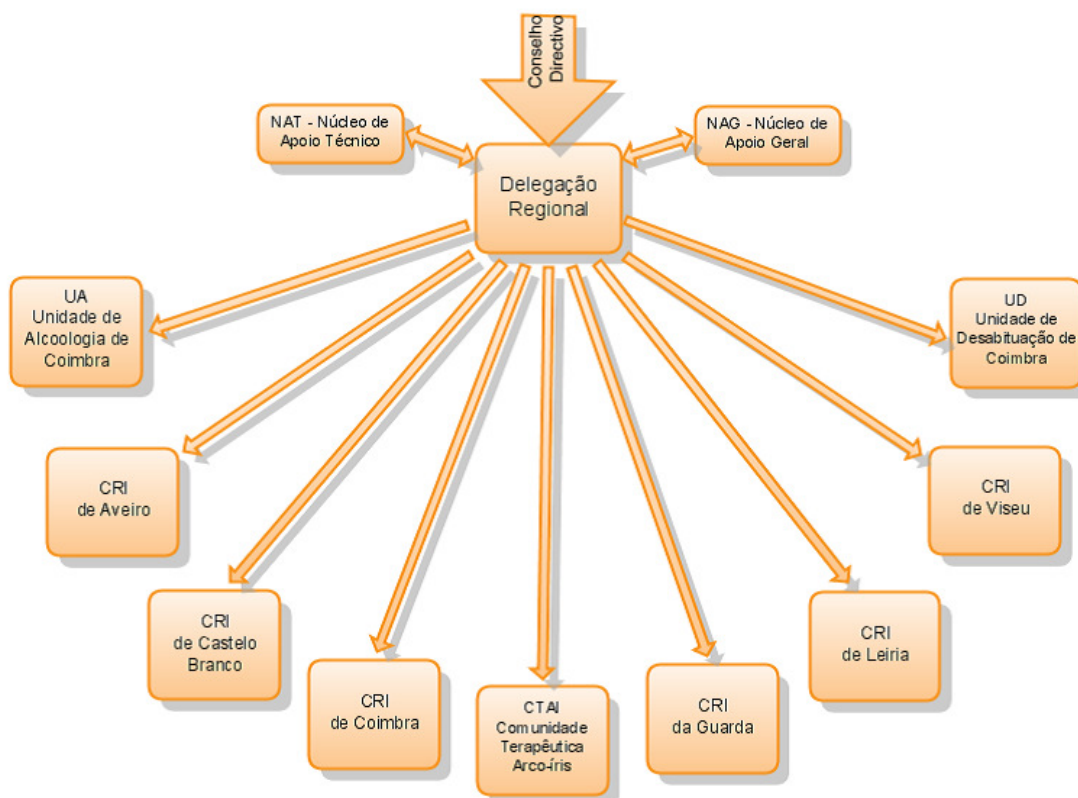 Conselho
Directivo
NAT - Núcleo de
Apoio Técnico
NAG - Núcleo de
Apoio Geral
Delegação
Regional
UA
Unidade de
Alcoologia de
Coimbra
UD
Unidade de
Desabituação de
Coimbra
CRI
de Aveiro
CRI
de Viseu
CRI
de Castelo
Branco
CRI
de Leiria
CRI
de Coimbra
CTAI
Comunidade
Terapêutica
Arco-íris
CRI
da Guarda